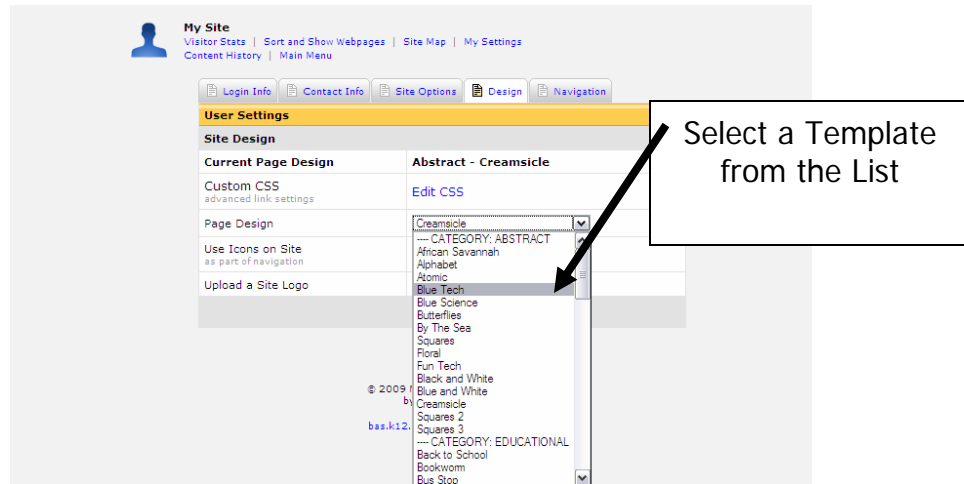 My Site
Visitor Stats | Sort and Show Webpages | Site Map | My Settings
Content History | Main Menu
Login Info
Contact Info
Site Options
Design
Navigation
User Settings
Site Design
Current Page Design
Abstract - Creamsicle
Custom CSS
advanced link settings
Edit CSS
Page Design
Creamsicle
Use Icons on Site
as part of navigation
Upload a Site Logo
---- CATEGORY: ABSTRACT
African Savannah
Alphabet
Atomic
Blue Tech
Blue Science
Butterflies
By The Sea
Squares
Floral
Fun Tech
Black and White
Blue and White
Creamsicle
Squares 2
Squares 3
---- CATEGORY: EDUCATIONAL
Back to School
Bookworm
Bus Stop
© 2009
bas.k12.
Select a Template
from the List